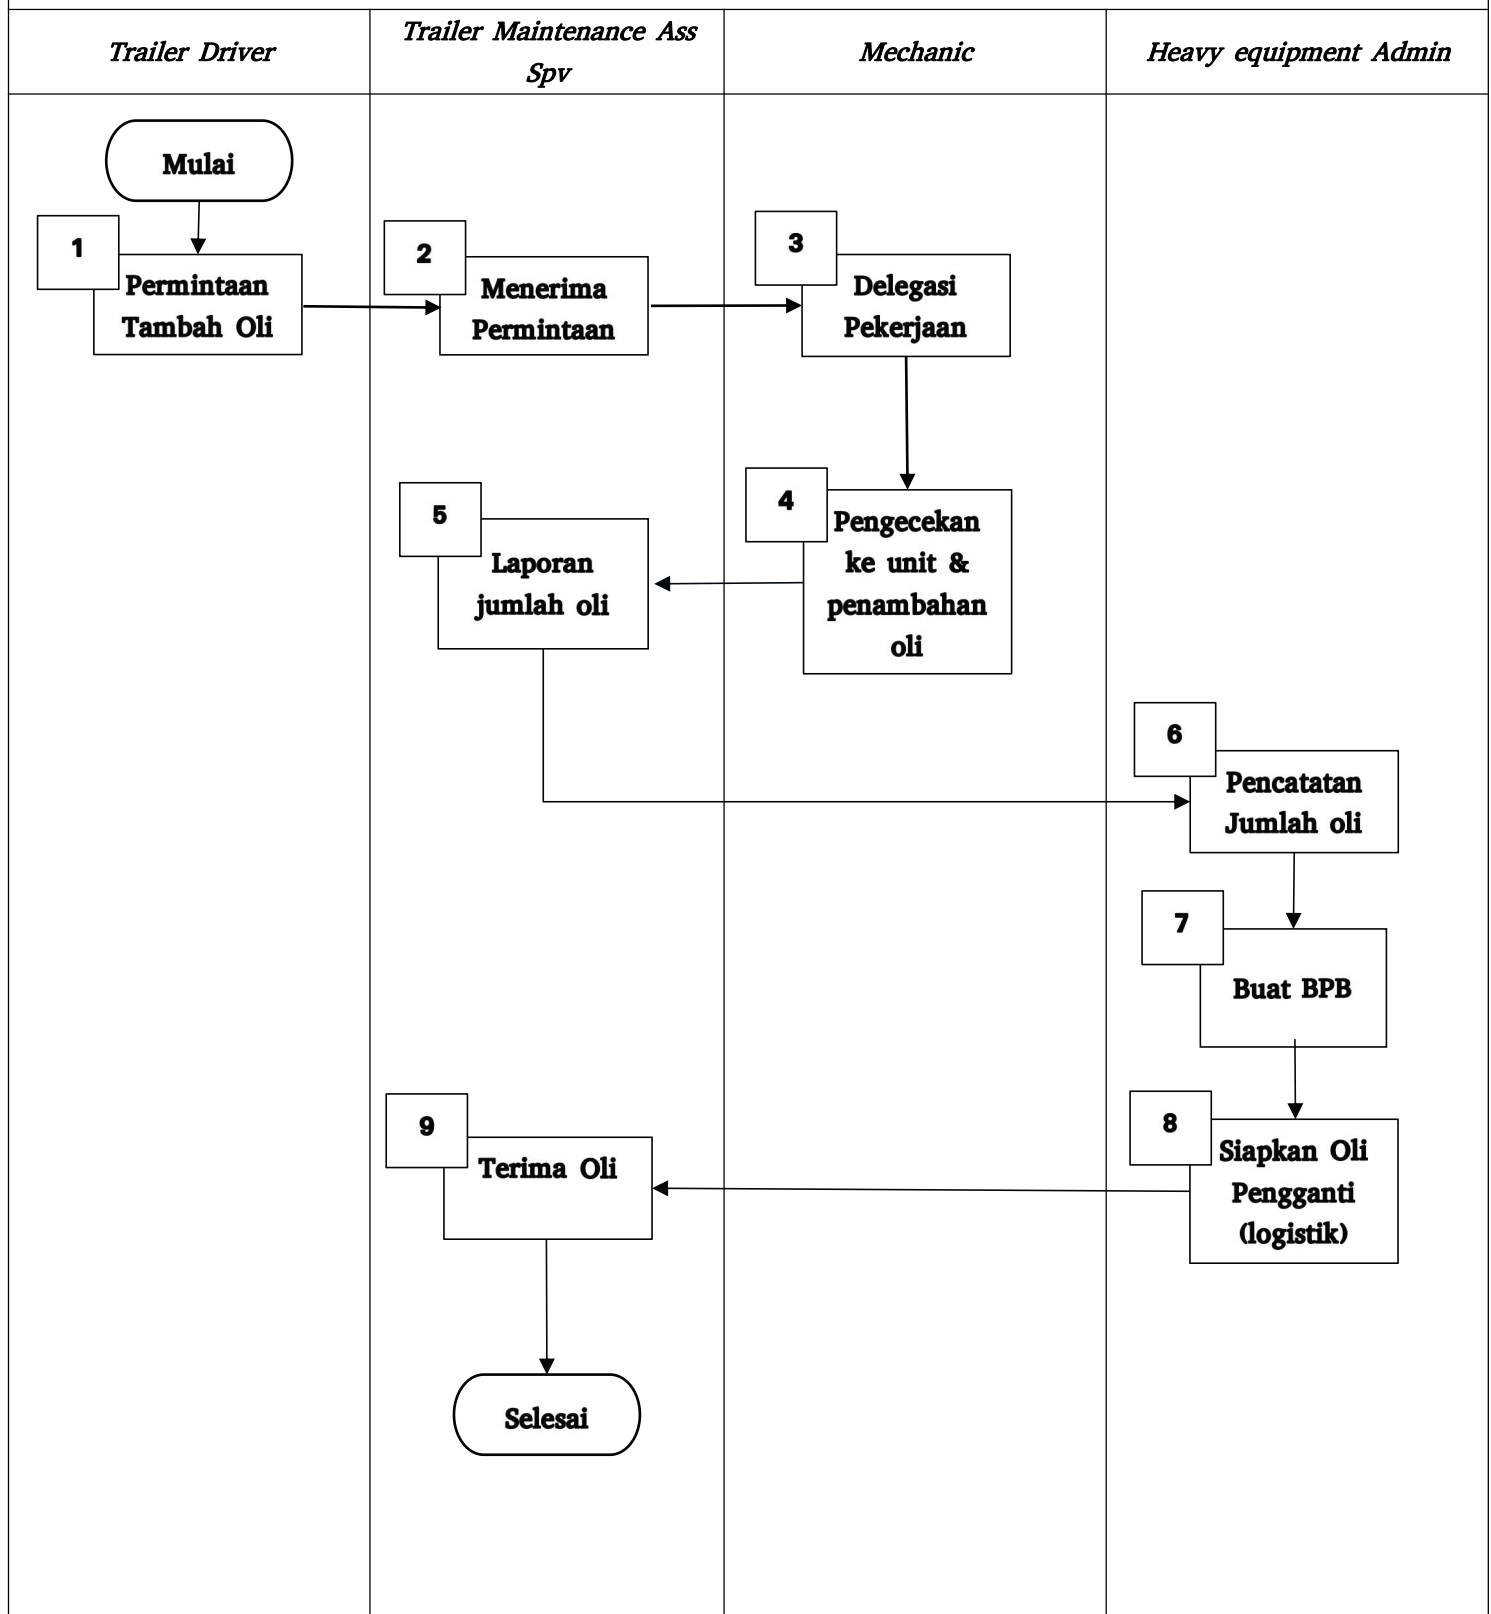 Trailer Driver
Trailer Maintenance Ass
Spv
Mechanic
Heavy equipment Admin
Mulai
1
Permintaan
Tambah Oli
2
Menerima
Permintaan
3
Delegasi
Pekerjaan
4
Pengecekan
ke unit &
penambahan
oli
5
Laporan
jumlah oli
6
Pencatatan
Jumlah oli
7
Buat BPB
8
Siapkan Oli
Pengganti
(logistik)
9
Terima Oli
Selesai